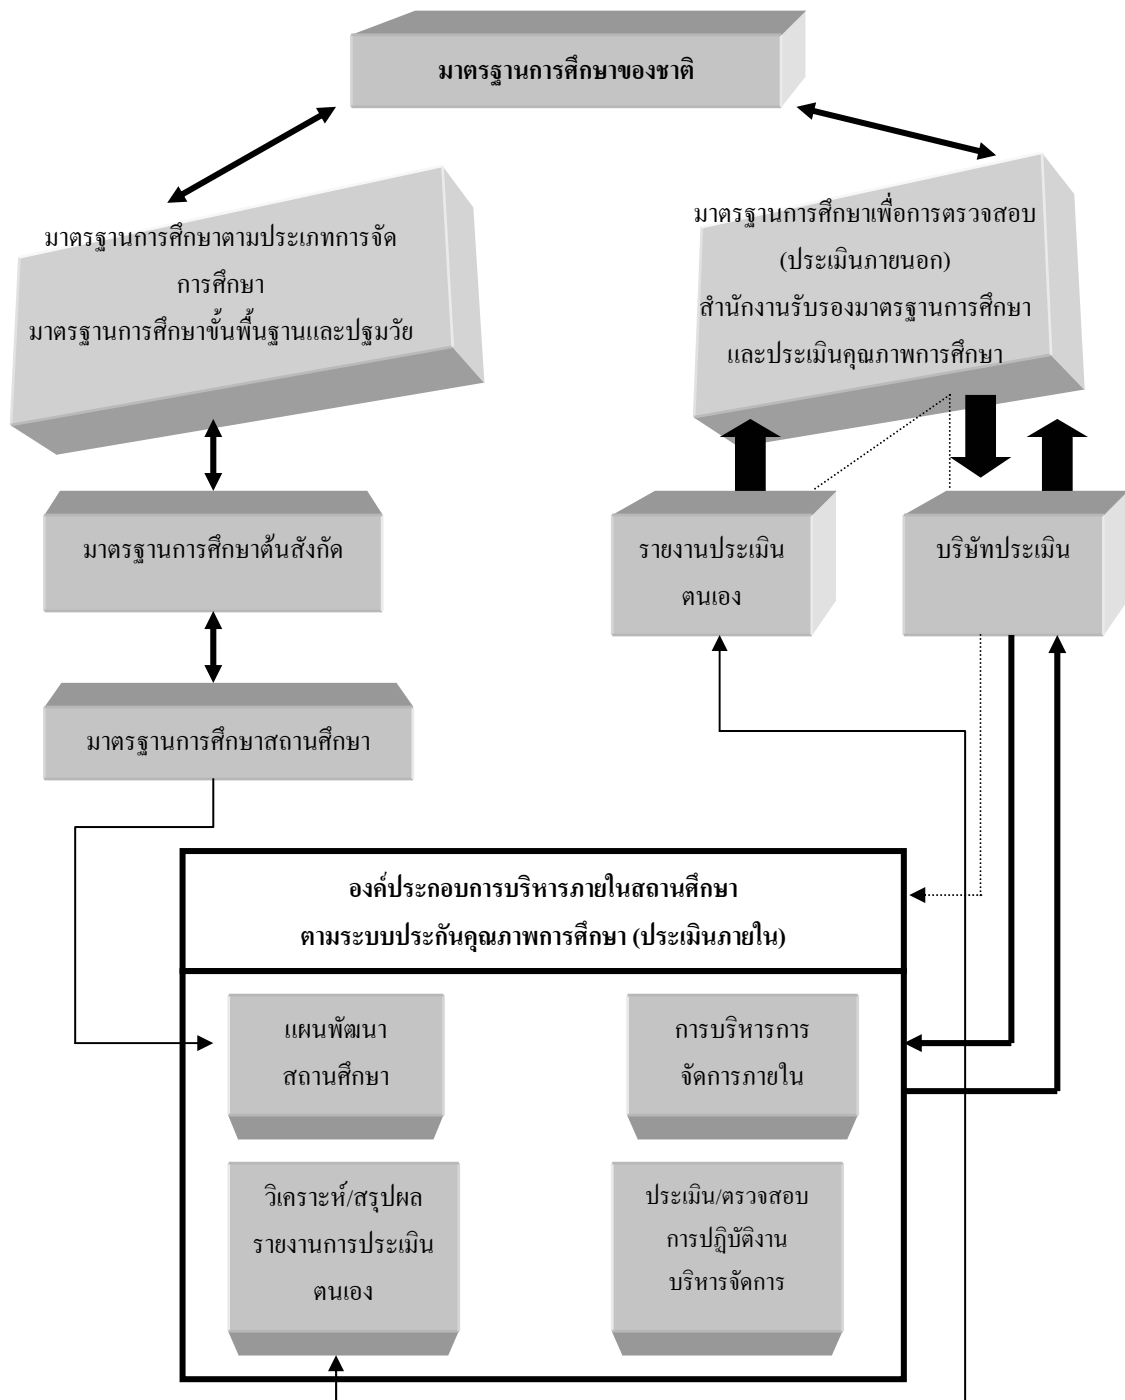 มาตรฐานการศึกษาของชาติ
มาตรฐานการศึกษาตามประเภทการจัด
การศึกษา
มาตรฐานการศึกษาขั้นพื้นฐานและปฐมวัย
มาตรฐานการศึกษาเพื่อการตรวจสอบ
(ประเมินภายนอก)
สำนักงานรับรองมาตรฐานการศึกษา
และประเมินคุณภาพการศึกษา
มาตรฐานการศึกษาต้นสังกัด
รายงานประเมิน
ตนเอง
บริษัทประเมิน
มาตรฐานการศึกษาสถานศึกษา
องค์ประกอบการบริหารภายในสถานศึกษา
ตามระบบประกันคุณภาพการศึกษา (ประเมินภายใน)
แผนพัฒนา
สถานศึกษา
การบริหารการ
จัดการภายใน
วิเคราะห์/สรุปผล
รายงานการประเมิน
ตนเอง
ประเมิน/ตรวจสอบ
การปฏิบัติงาน
บริหารจัดการ